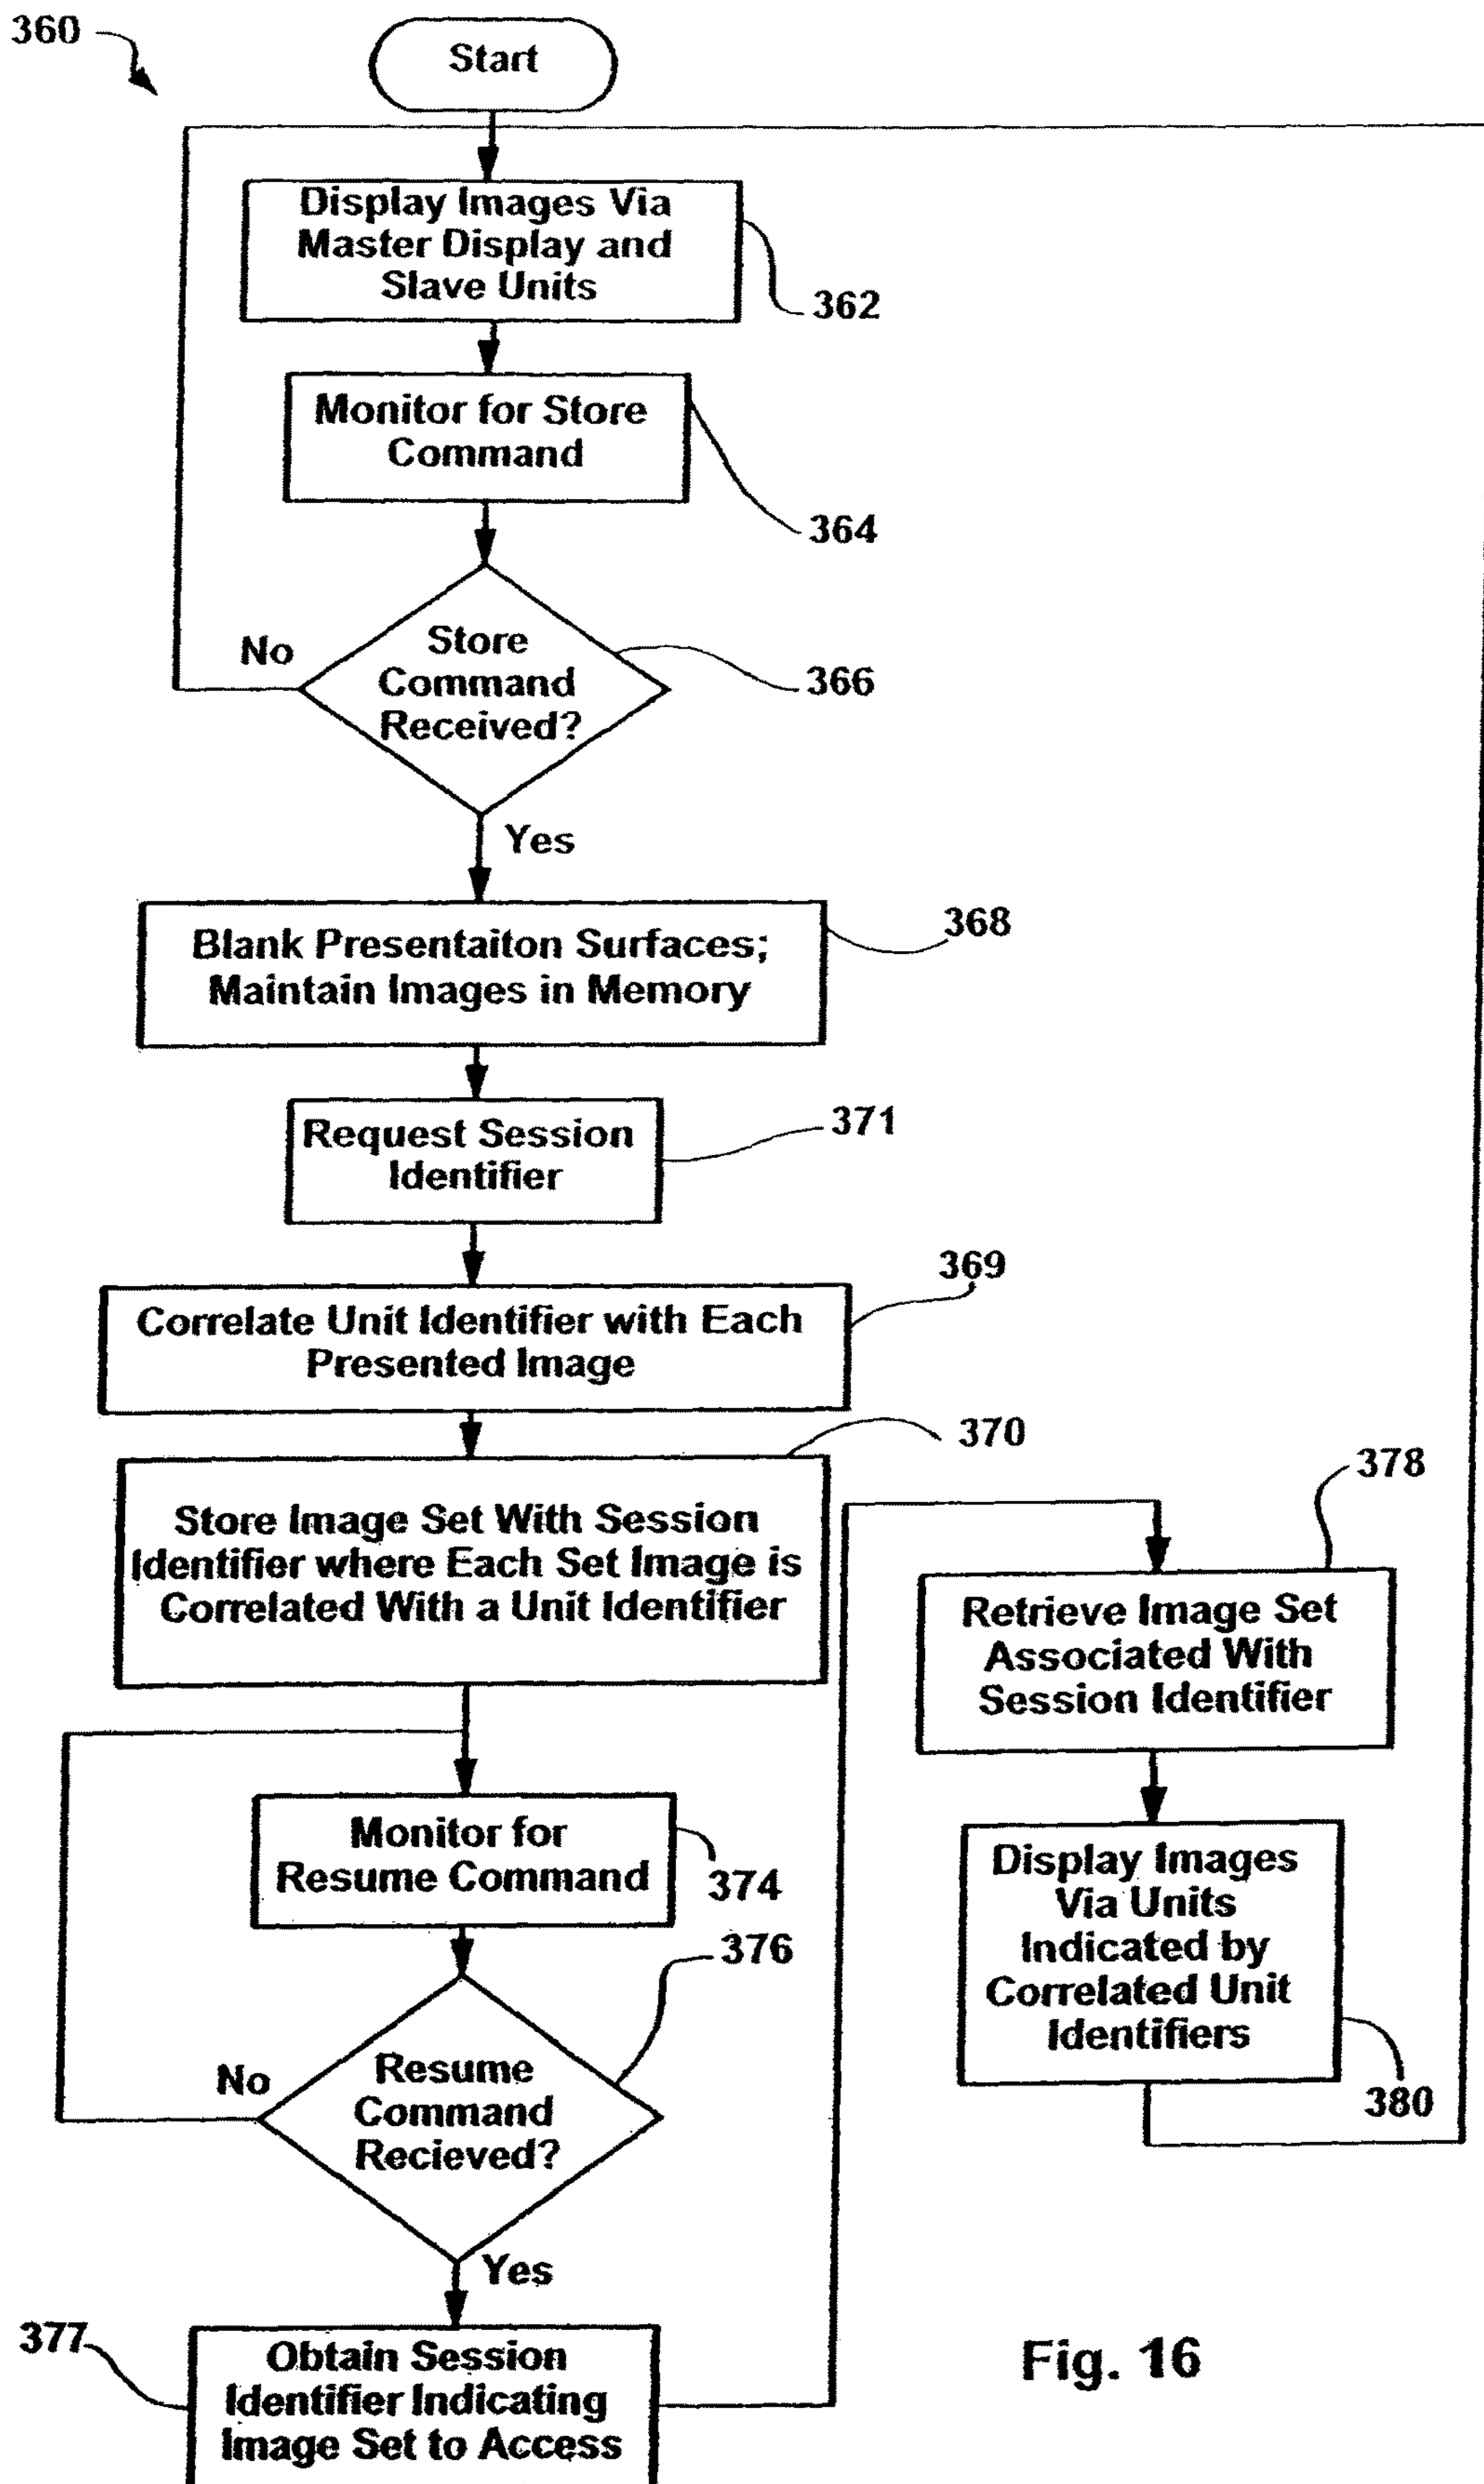 360
Start
Display Images Via
Master Display and
Slave Units
362
Monitor for Store
Command
364
No
Store
Command
Received?
366
Yes
Blank Presentaiton Surfaces;
Maintain Images in Memory
368
Request Session
Identifier
371
Correlate Unit Identifier with Each
Presented Image
369
Store Image Set With Session
Identifier where Each Set Image is
Correlated With a Unit Identifier
370
Monitor for
Resume Command
374
No
Resume
Command
Recieved?
376
Yes
Obtain Session
Identifier Indicating
Image Set to Access
377
Retrieve Image Set
Associated With
Session Identifier
378
Display Images
Via Units
Indicated by
Correlated Unit
Identifiers
380
Fig. 16